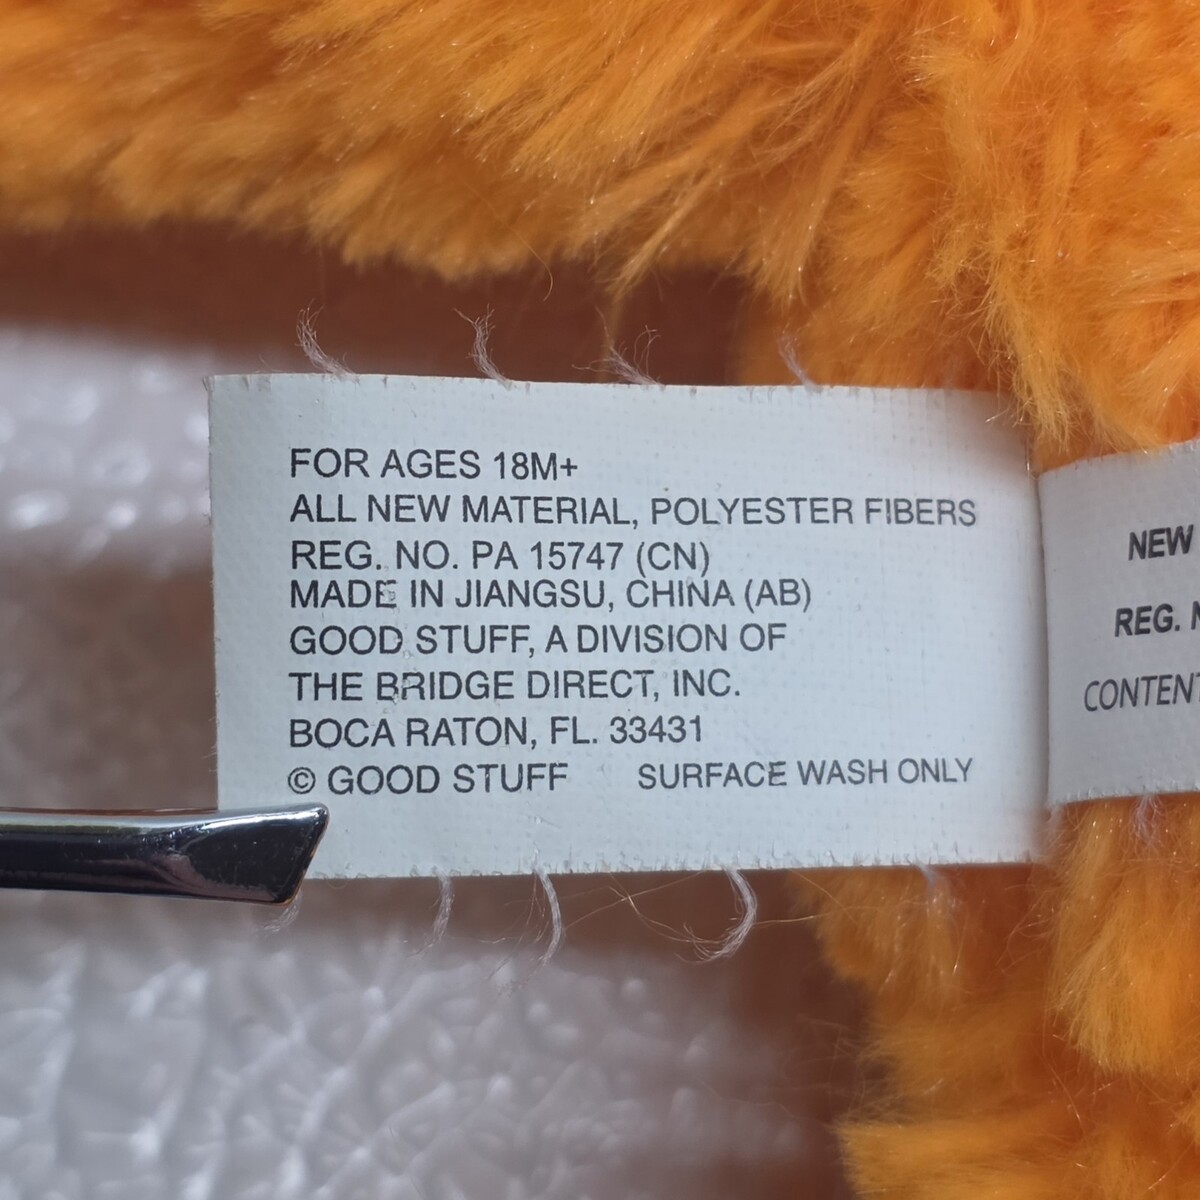 FOR AGES 18M+
ALL NEW MATERIAL, POLYESTER FIBERS
REG. NO. PA 15747 (CN)
MADE IN JIANGSU, CHINA (AB)
GOOD STUFF, A DIVISION OF
THE BRIDGE DIRECT, INC.
BOCA RATON, FL. 33431
© GOOD STUFF SURFACE WASH ONLY
NEW
REG.